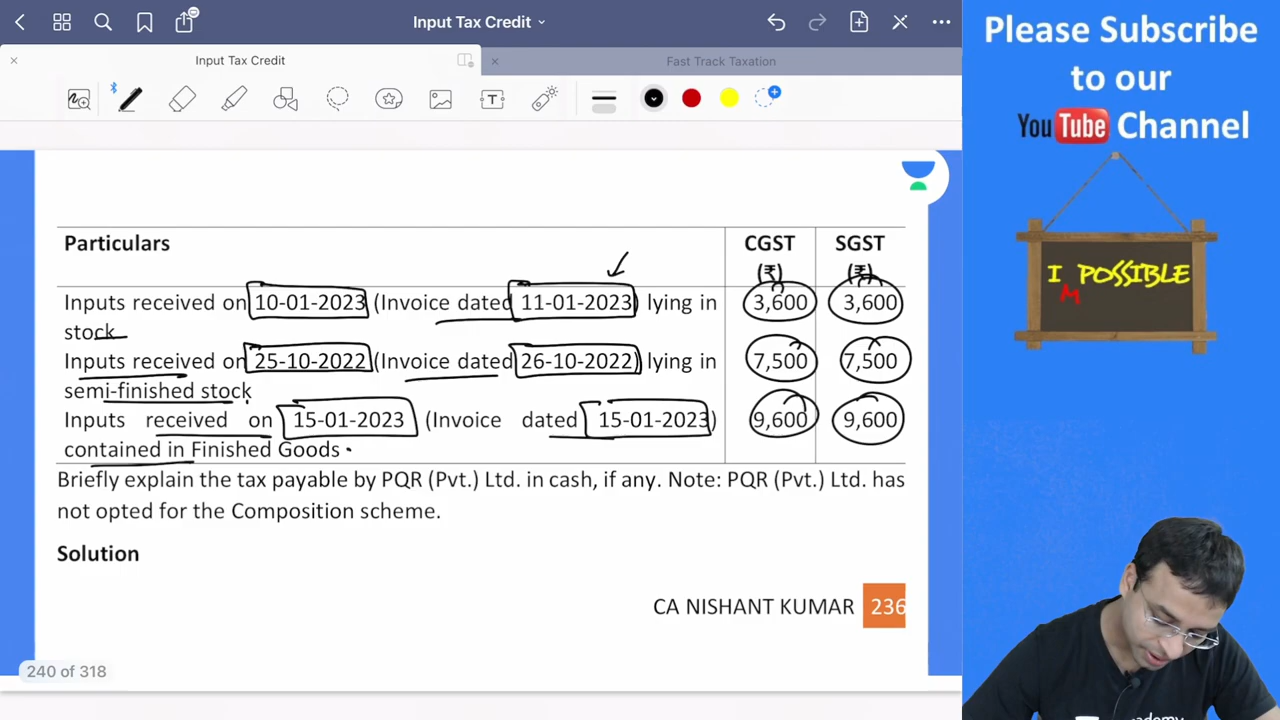 Input Tax Credit
Please Subscribe
to our
YouTube Channel
Input Tax Credit
Fast Track Taxation
I POSSIBLE
M
Particulars CGST SGST
(₹) (₹)
Inputs received on 10-01-2023 (Invoice dated 11-01-2023) lying in 3,600 3,600
stock
Inputs received on 25-10-2022 (Invoice dated 26-10-2022) lying in 7,500 7,500
semi-finished stock
Inputs received on 15-01-2023 (Invoice dated 15-01-2023) 9,600 9,600
contained in Finished Goods
Briefly explain the tax payable by PQR (Pvt.) Ltd. in cash, if any. Note: PQR (Pvt.) Ltd. has
not opted for the Composition scheme.
Solution
CA NISHANT KUMAR 236
240 of 318